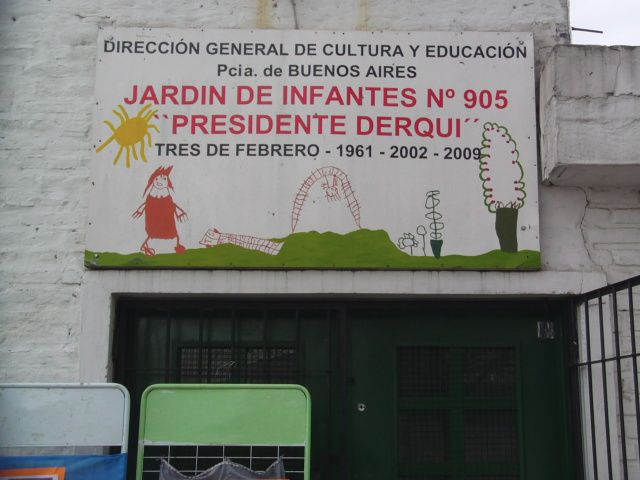 DIRECCIÓN GENERAL DE CULTURA Y EDUCACIÓN
Pcia. de BUENOS AIRES
JARDIN DE INFANTES Nº 905
´´PRESIDENTE DERQUI´´
TRES DE FEBRERO - 1961 - 2002 - 2009